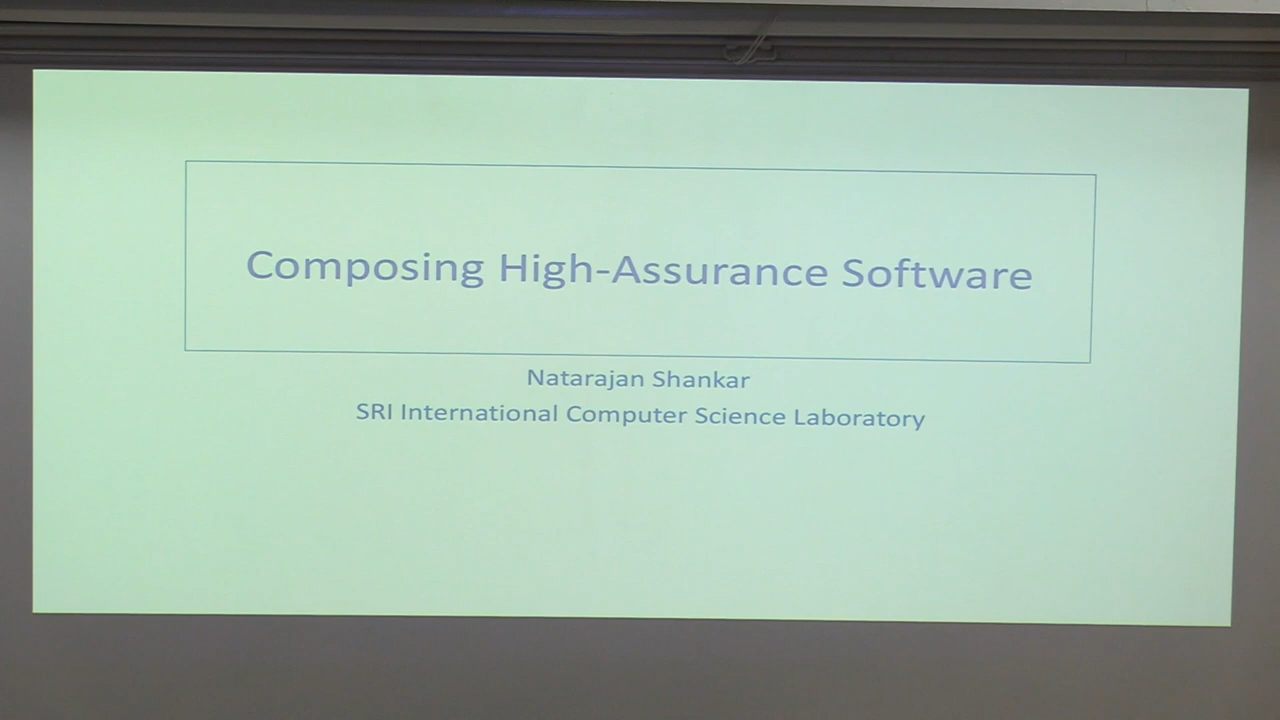 Composing High-Assurance Software
Natarajan Shankar
SRI International Computer Science Laboratory